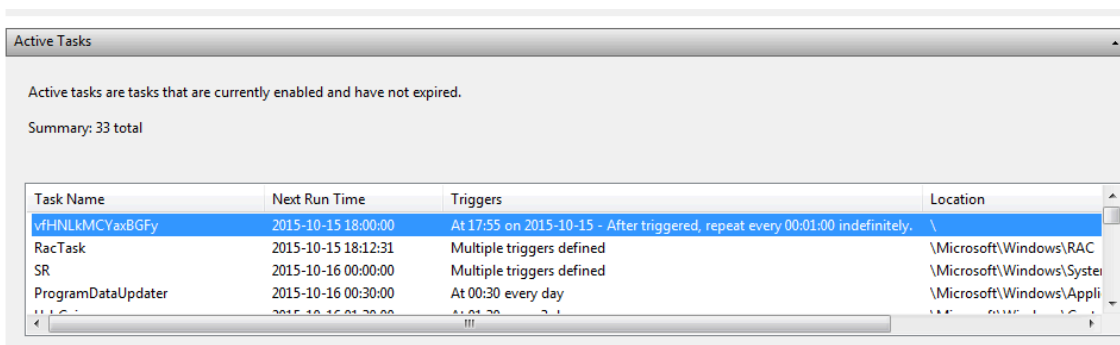 Active Tasks
Active tasks are tasks that are currently enabled and have not expired.
Summary: 33 total
Task Name Next Run Time Triggers Location
vfHNLkMCYaxBGFy 2015-10-15 18:00:00 At 17:55 on 2015-10-15 - After triggered, repeat every 00:01:00 indefinitely. \
RacTask 2015-10-15 18:12:31 Multiple triggers defined \Microsoft\Windows\RAC
SR 2015-10-16 00:00:00 Multiple triggers defined \Microsoft\Windows\Syste
ProgramDataUpdater 2015-10-16 00:30:00 At 00:30 every day \Microsoft\Windows\Appli